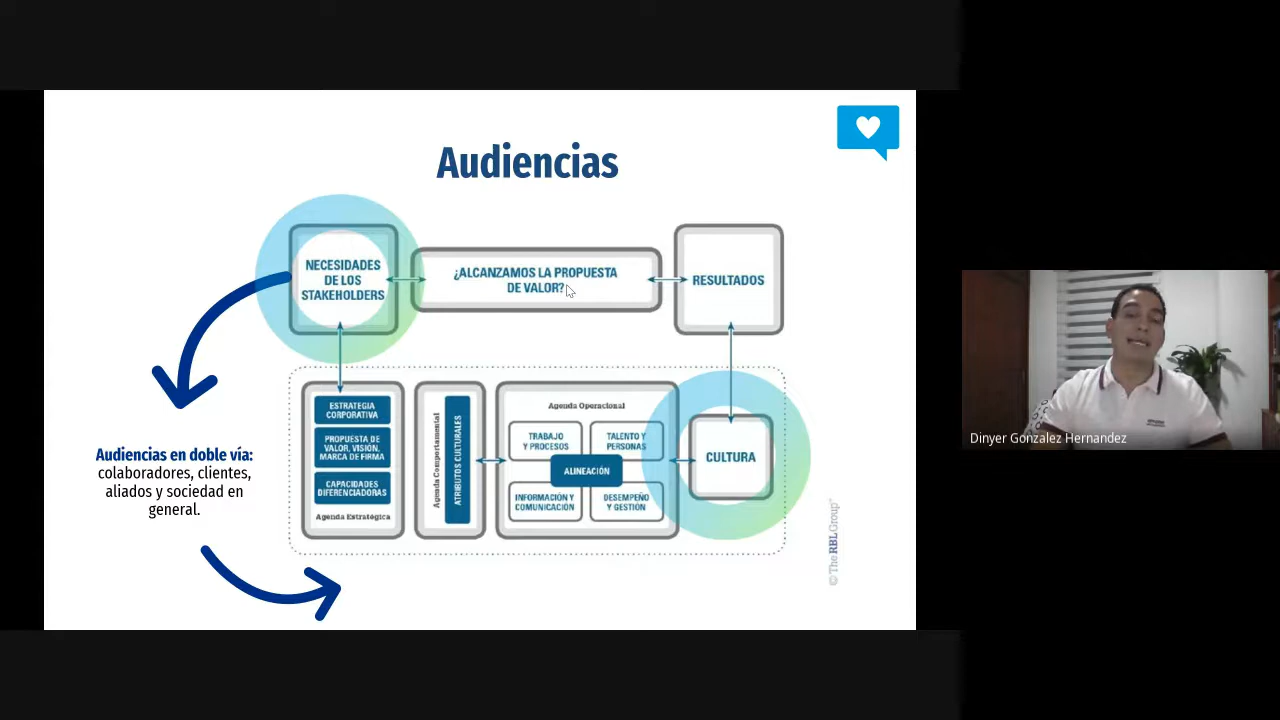 Audiencias
NECESIDADES
DE LOS
STAKEHOLDERS
¿ALCANZAMOS LA PROPUESTA
DE VALOR?
RESULTADOS
ESTRATEGIA
CORPORATIVA
PROPUESTA DE
VALOR, VISIÓN,
MARCA DE FIRMA
CAPACIDADES
DIFERENCIADORAS
Agenda Estratégica
Agenda Comportamental
ATRIBUTOS CULTURALES
Agenda Operacional
TRABAJO
Y PROCESOS
TALENTO Y
PERSONAS
ALINEACIÓN
INFORMACIÓN Y
COMUNICACIÓN
DESEMPEÑO
Y GESTIÓN
CULTURA
Audiencias en doble vía:
colaboradores, clientes,
aliados y sociedad en
general.
© The RBLGroup
Dinyer Gonzalez Hernandez